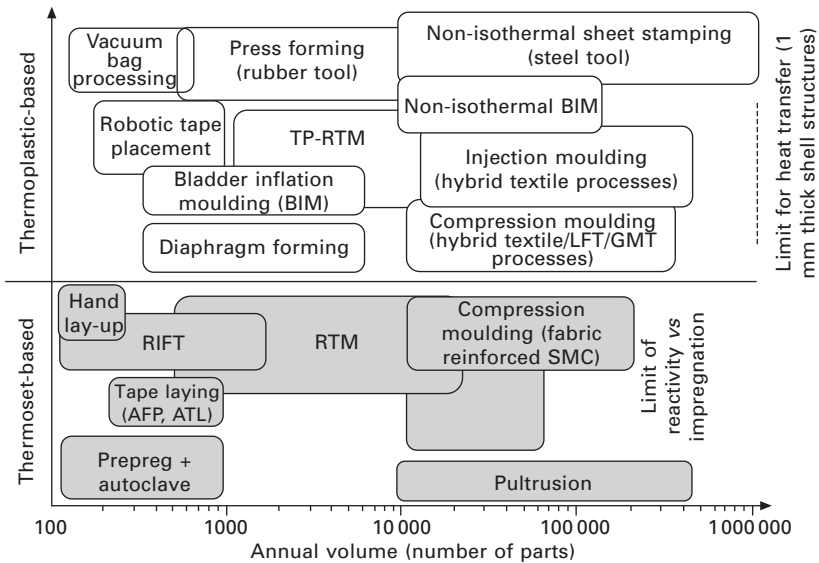 Thermoplastic-based
Vacuum
bag
processing
Press forming
(rubber tool)
Non-isothermal sheet stamping
(steel tool)
Non-isothermal BIM
Robotic tape
placement
TP-RTM
Injection moulding
(hybrid textile processes)
Bladder inflation
moulding (BIM)
Compression moulding
(hybrid textile/LFT/GMT
processes)
Diaphragm forming
Limit for heat transfer (1
mm thick shell structures)
Thermoset-based
Hand
lay-up
RIFT
RTM
Compression
moulding (fabric
reinforced SMC)
Limit of
reactivity vs
impregnation
Tape laying
(AFP, ATL)
Prepreg +
autoclave
Pultrusion
100 1000 10 000 100 000 1 000 000
Annual volume (number of parts)